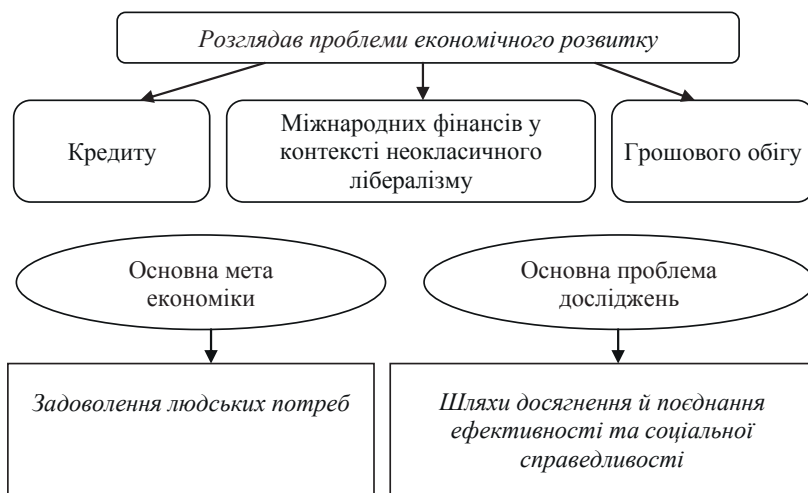 Розглядав проблеми економічного розвитку
Кредиту
Міжнародних фінансів у
контексті неокласичного
лібералізму
Грошового обігу
Основна мета
економіки
Основна проблема
досліджень
Задоволення людських потреб
Шляхи досягнення й поєднання
ефективності та соціальної
справедливості